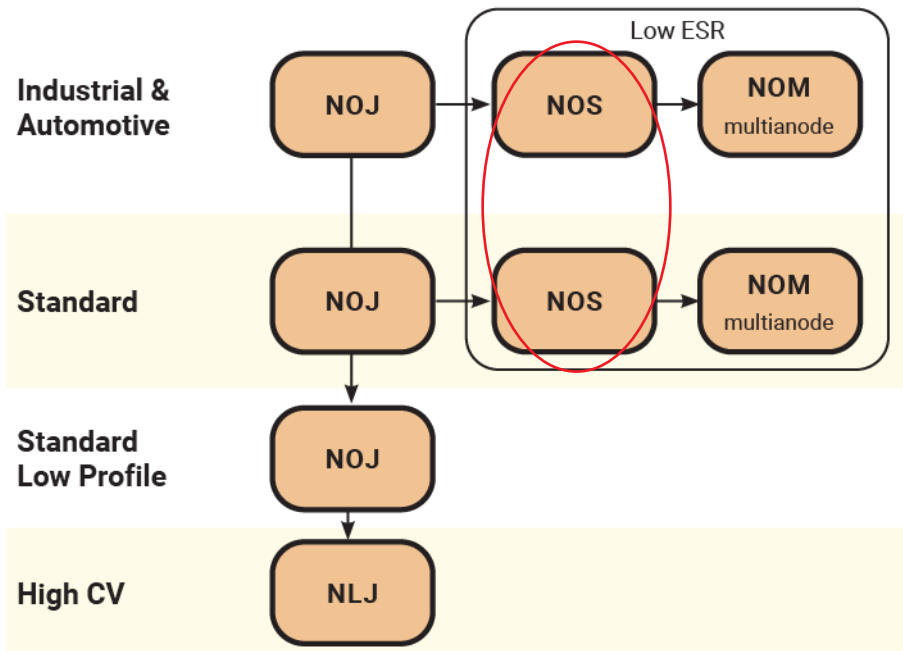 Low ESR
Industrial &
Automotive
NOJ
NOS
NOM
multianode
Standard
NOJ
NOS
NOM
multianode
Standard
Low Profile
NOJ
High CV
NLJ